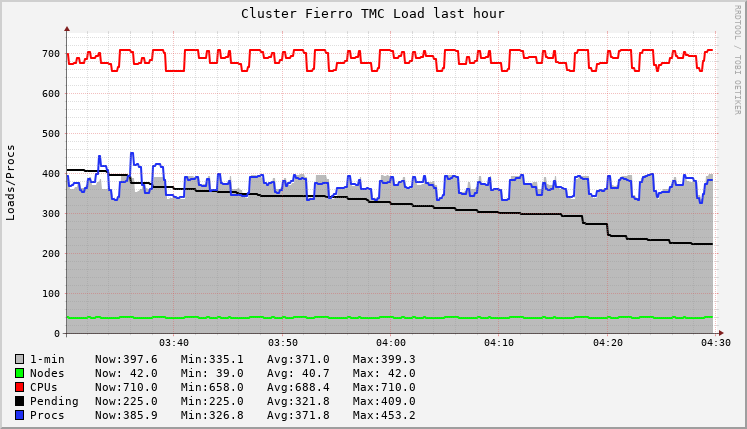 Cluster Fierro TMC Load last hour
RRDTOOL / TOBI OETIKER
Loads/Procs
700
600
500
400
300
200
100
0
03:40 03:50 04:00 04:10 04:20 04:30
1-min Now:397.6 Min:335.1 Avg:371.0 Max:399.3
Nodes Now: 42.0 Min: 39.0 Avg: 40.7 Max: 42.0
CPUs Now:710.0 Min:658.0 Avg:688.4 Max:710.0
Pending Now:225.0 Min:225.0 Avg:321.8 Max:409.0
Procs Now:385.9 Min:326.8 Avg:371.8 Max:453.2